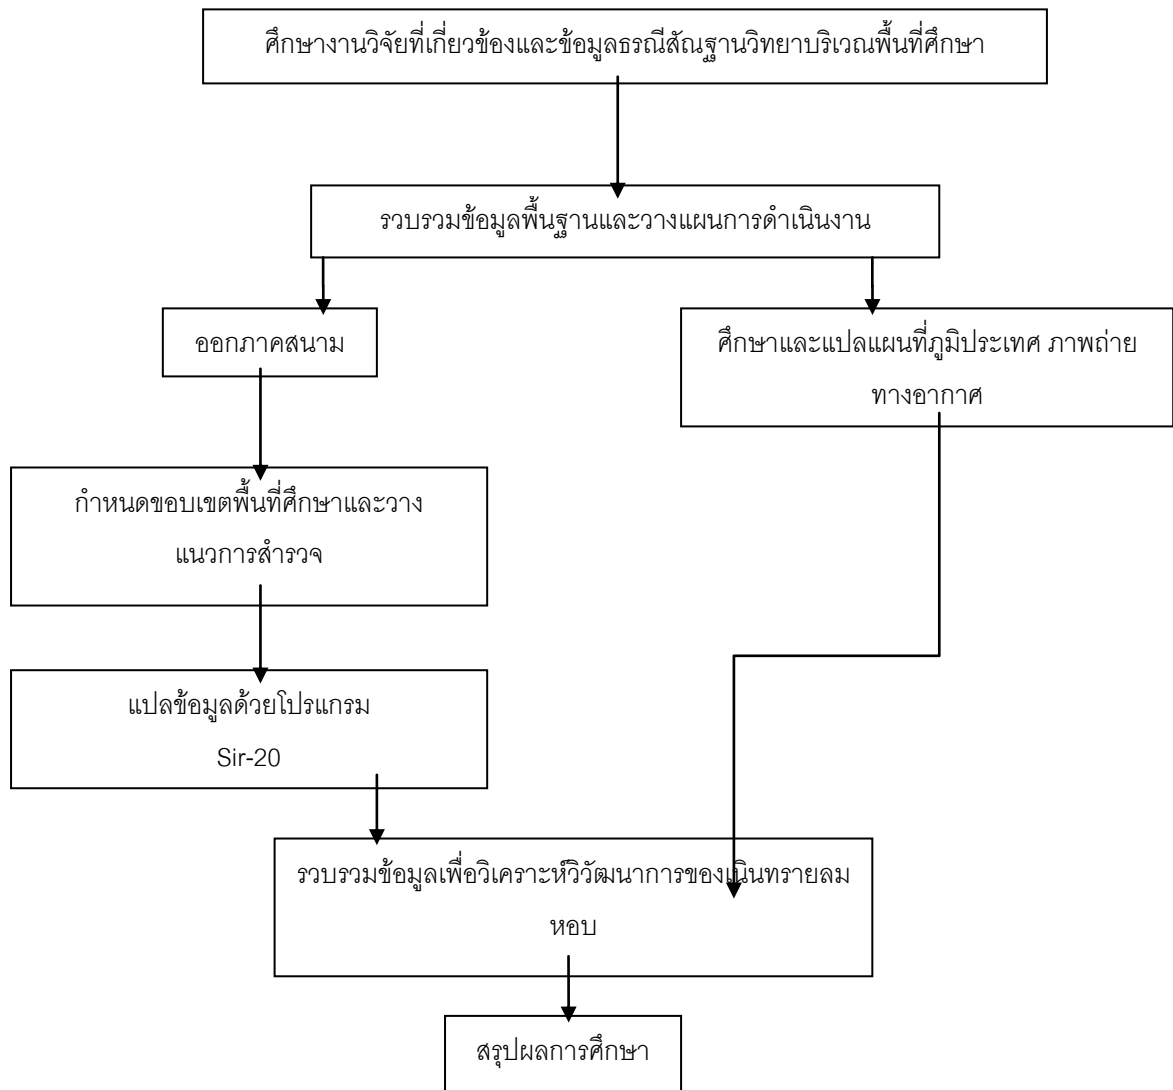 ศึกษางานวิจัยที่เกี่ยวข้องและข้อมูลธรณีสัณฐานวิทยาบริเวณพื้นที่ศึกษา
รวบรวมข้อมูลพื้นฐานและวางแผนการดำเนินงาน
ออกภาคสนาม
ศึกษาและแปลแผนที่ภูมิประเทศ ภาพถ่าย
ทางอากาศ
กำหนดขอบเขตพื้นที่ศึกษาและวาง
แนวการสำรวจ
แปลข้อมูลด้วยโปรแกรม
Sir-20
รวบรวมข้อมูลเพื่อวิเคราะห์วิวัฒนาการของเนินทรายลม
หอบ
สรุปผลการศึกษา